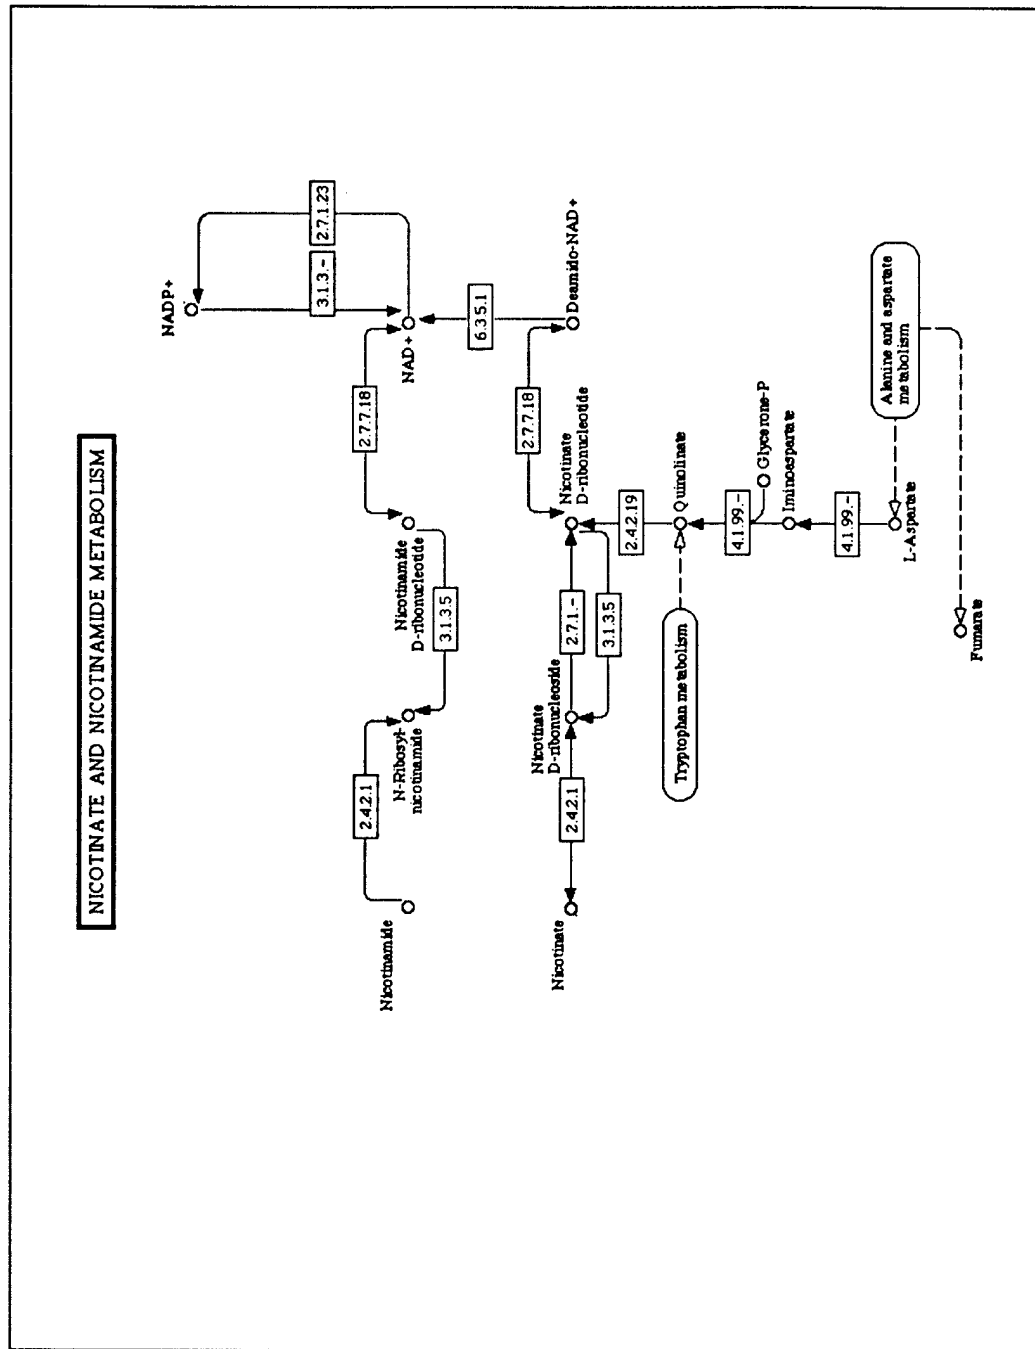 NICOTINATE AND NICOTINAMIDE METABOLISM
NADP+
3.1.3.-
2.7.1.23
NAD+
2.7.7.18
Nicotinamide
D-ribonucleotide
3.1.3.5
N-Ribosyl-
nicotinamide
2.4.2.1
Nicotinamide
6.3.5.1
Deamido-NAD+
2.7.7.18
Nicotinate
D-ribonucleotide
2.7.1.-
3.1.3.5
Nicotinate
D-ribonucleoside
2.4.2.1
Nicotinate
2.4.2.19
Quinolinate
Tryptophan metabolism
4.1.99.-
Glycerone-P
Iminoaspartate
4.1.99.-
L-Aspartate
Alanine and aspartate
metabolism
Fumarate